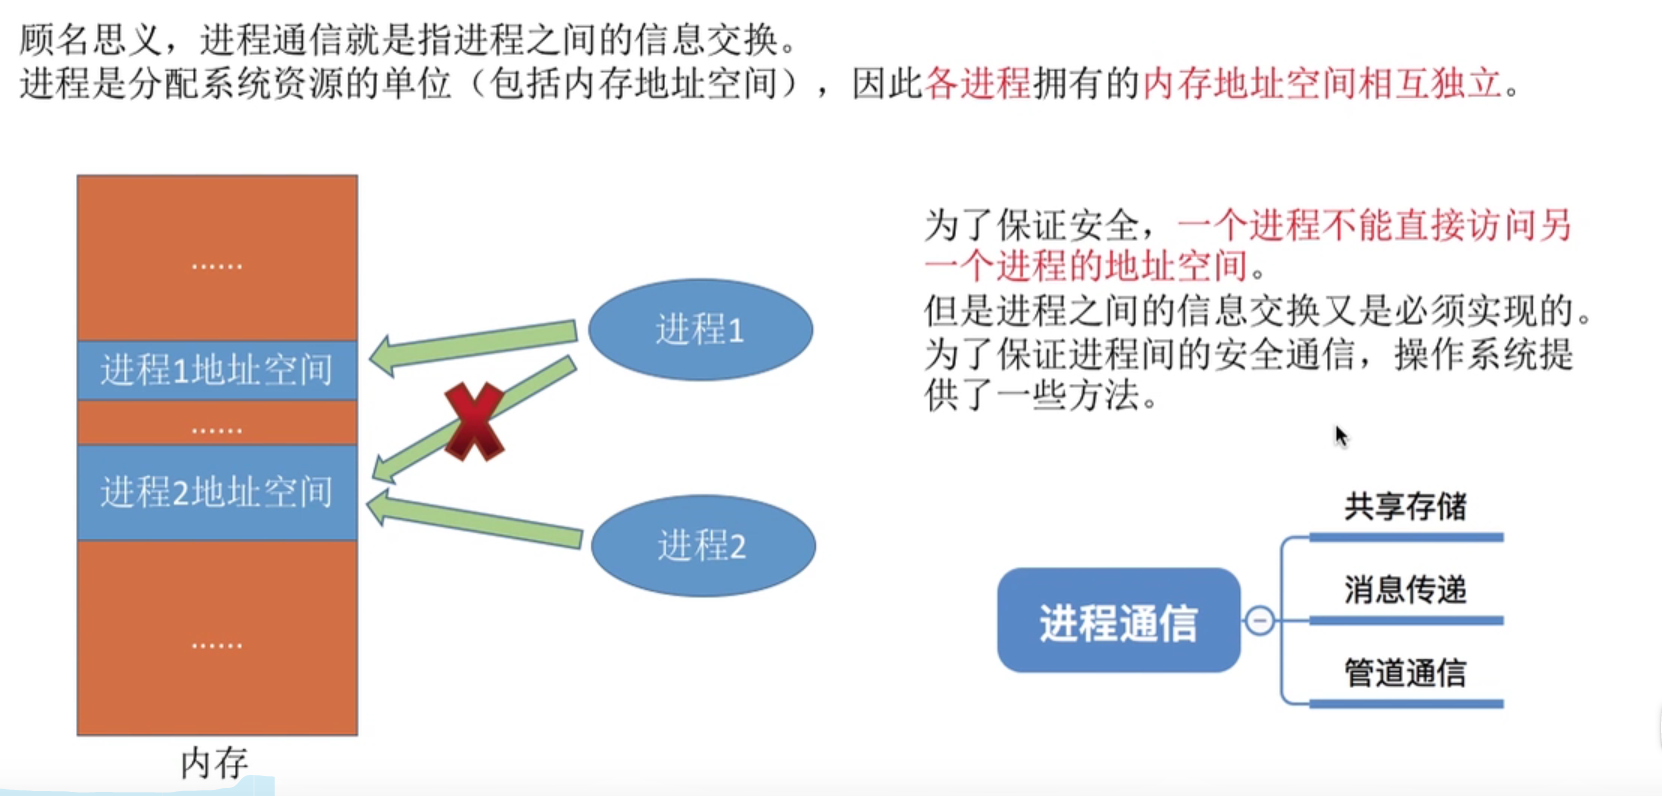 顾名思义，进程通信就是指进程之间的信息交换。
进程是分配系统资源的单位（包括内存地址空间），因此各进程拥有的内存地址空间相互独立。
......
进程1地址空间
......
进程2地址空间
......
内存
进程1
进程2
为了保证安全，一个进程不能直接访问另
一个进程的地址空间。
但是进程之间的信息交换又是必须实现的。
为了保证进程间的安全通信，操作系统提
供了一些方法。
进程通信
共享存储
消息传递
管道通信